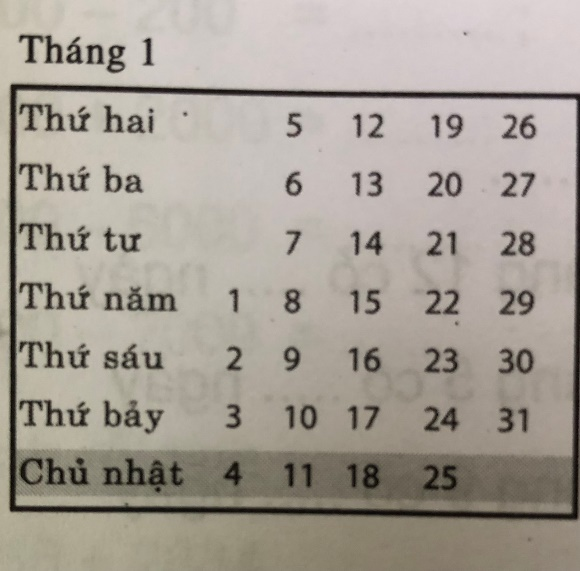 Tháng 1
Thứ hai 5 12 19 26
Thứ ba 6 13 20 27
Thứ tư 7 14 21 28
Thứ năm 1 8 15 22 29
Thứ sáu 2 9 16 23 30
Thứ bảy 3 10 17 24 31
Chủ nhật 4 11 18 25